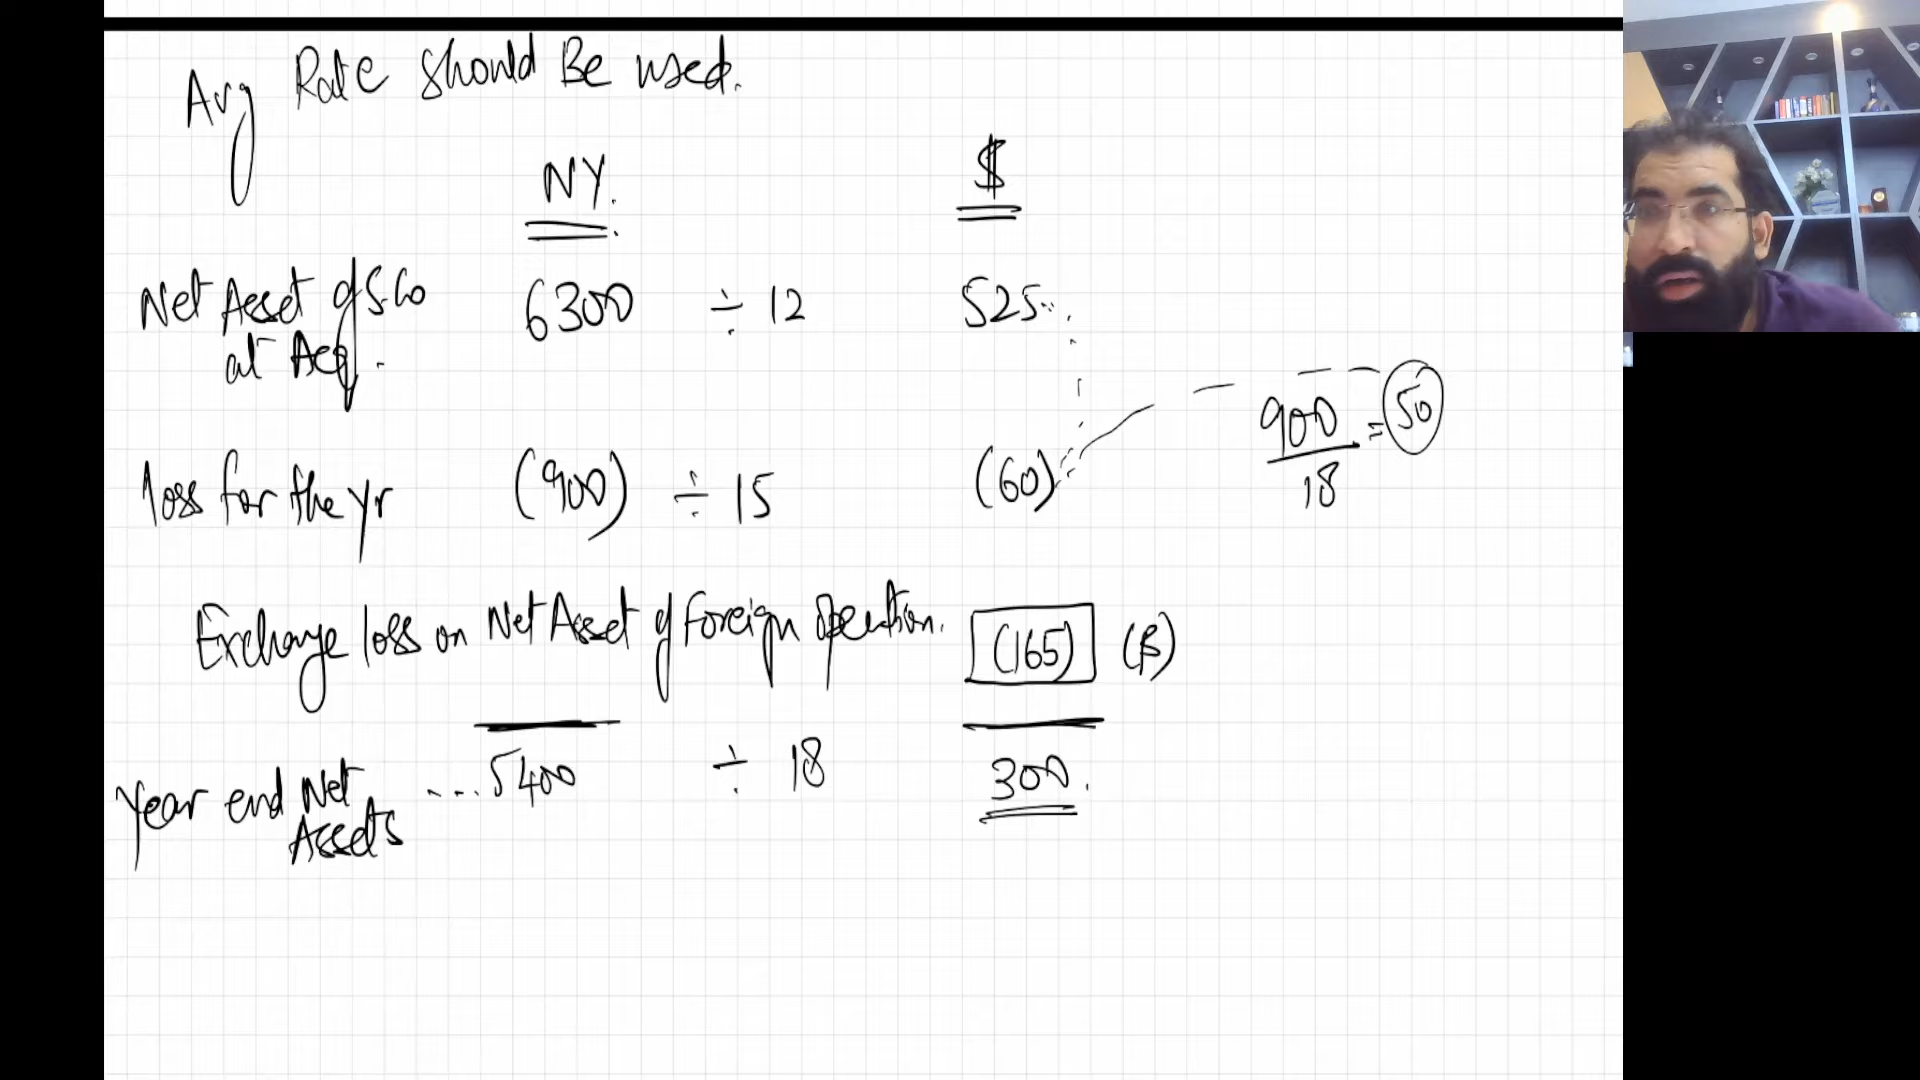 Avg Rate should Be used.
NY. $
Net Asset of S.Co 6300 ÷ 12 525
at Acq.
900/18 = 50
loss for the yr (900) ÷ 15 (60)
Exchange loss on Net Asset of Foreign operation. (165) (B)
Year end Net ... 5400 ÷ 18 300.
Assets